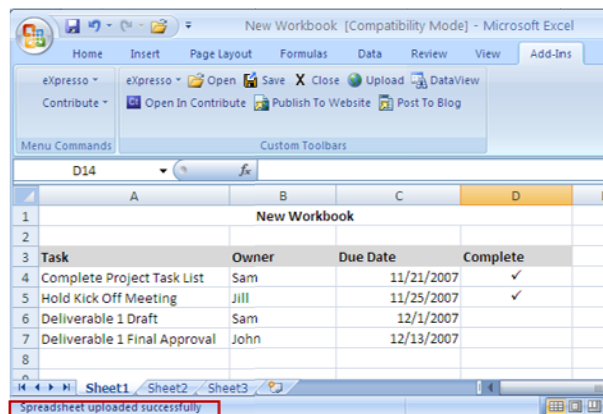 New Workbook [Compatibility Mode] - Microsoft Excel
Home Insert Page Layout Formulas Data Review View Add-Ins
eXpresso eXpresso Open Save X Close Upload DataView
Contribute Ct Open In Contribute Publish To Website Post To Blog
Menu Commands Custom Toolbars
D14 fx
A B C D
1 New Workbook
2
3 Task Owner Due Date Complete
4 Complete Project Task List Sam 11/21/2007 ✓
5 Hold Kick Off Meeting Jill 11/25/2007 ✓
6 Deliverable 1 Draft Sam 12/1/2007
7 Deliverable 1 Final Approval John 12/13/2007
8
Sheet1 Sheet2 Sheet3
Spreadsheet uploaded successfully